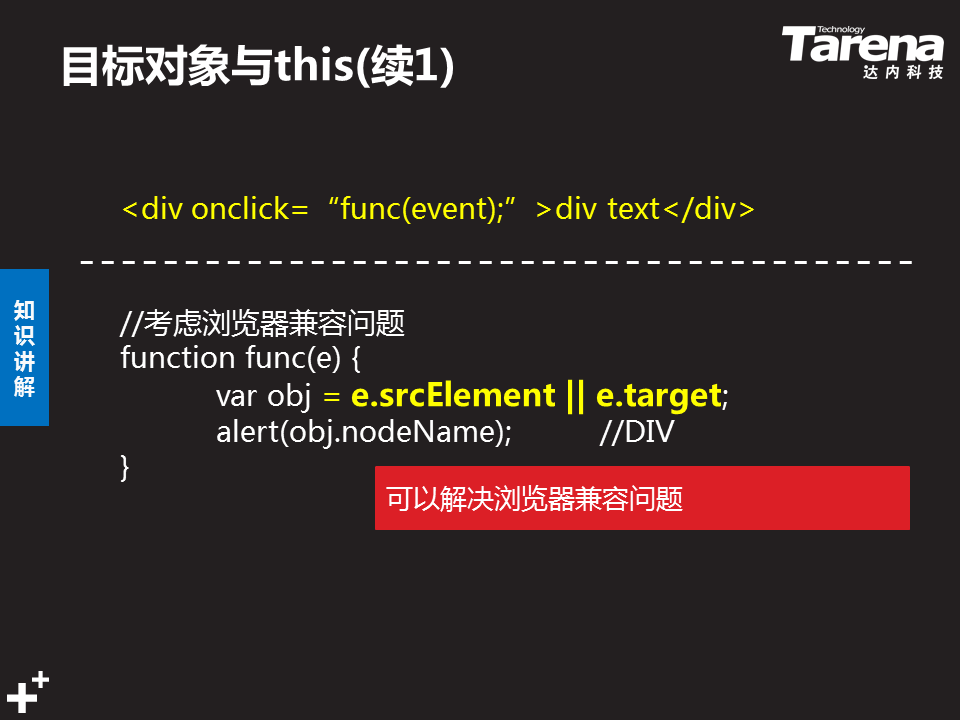 目标对象与this(续1)
Technology
Tarena
达内科技
<div onclick=“func(event);”>div text</div>
知识讲解
//考虑浏览器兼容问题
function func(e) {
var obj = e.srcElement || e.target;
alert(obj.nodeName); //DIV
}
可以解决浏览器兼容问题